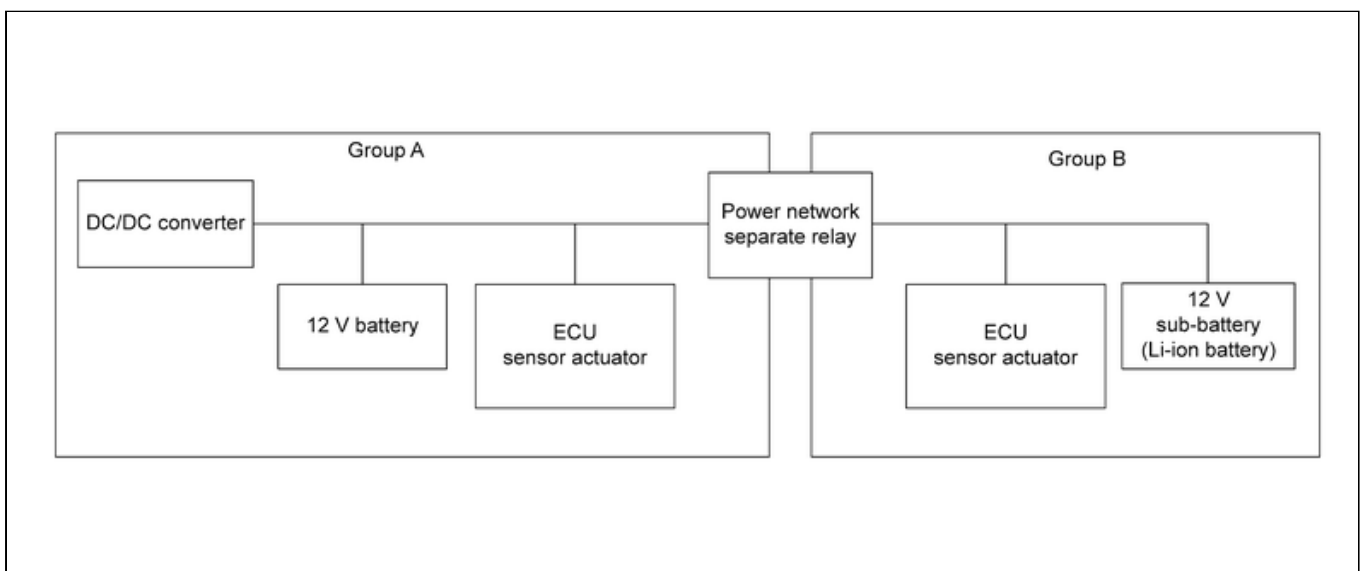 Group A
Group B
DC/DC converter
Power network
separate relay
12 V battery
ECU
sensor actuator
ECU
sensor actuator
12 V
sub-battery
(Li-ion battery)